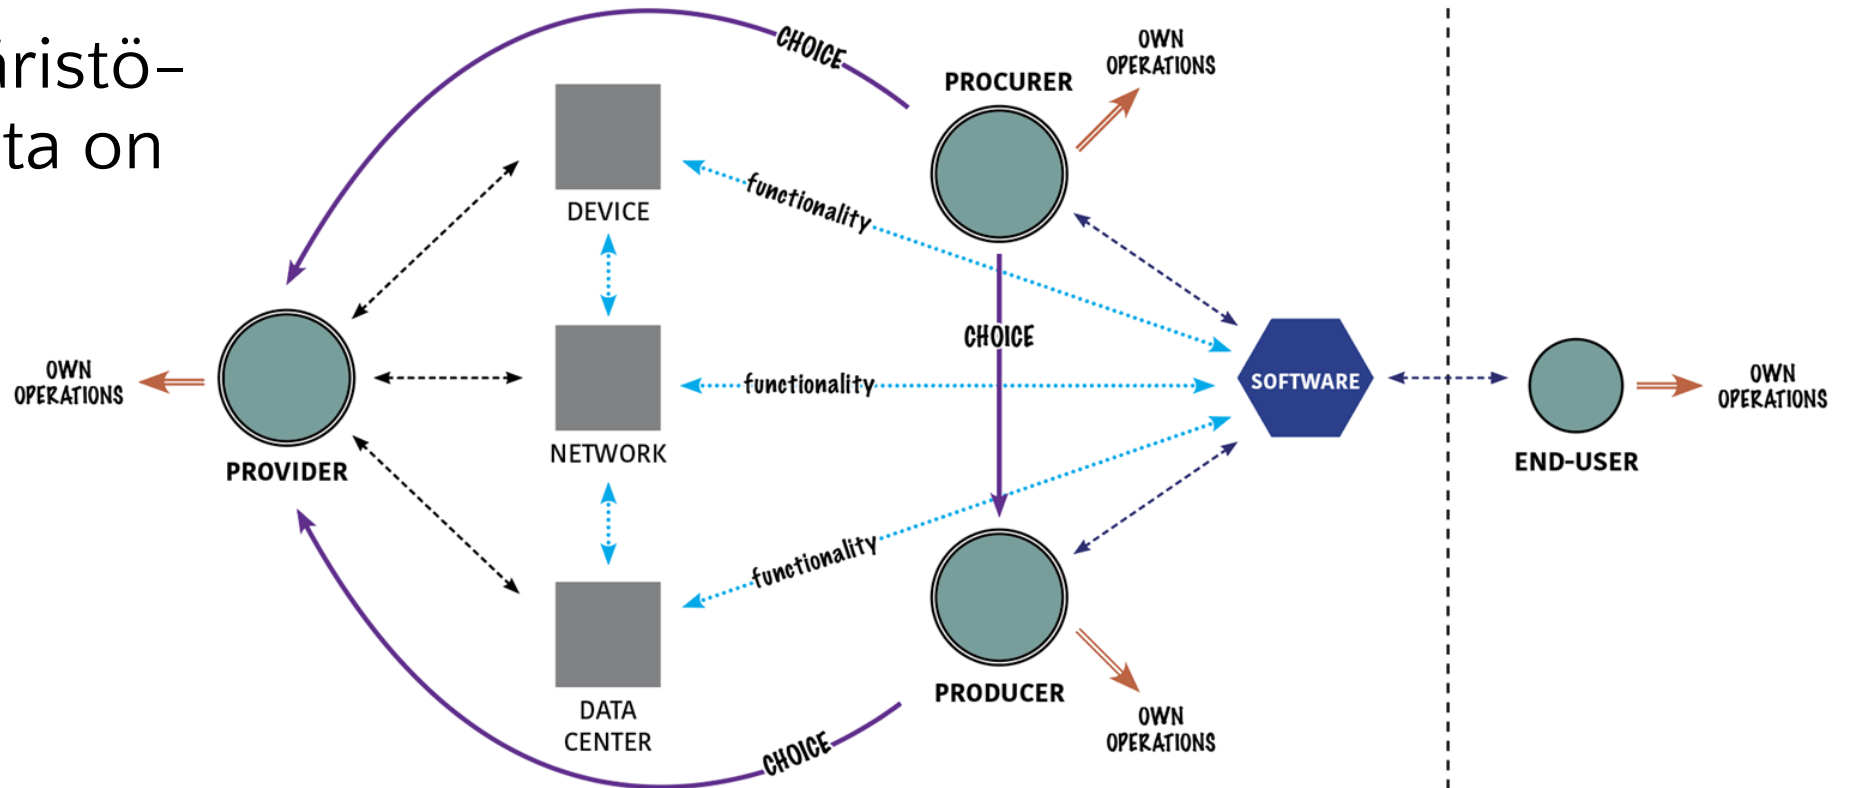 äristö-
ta on
CHOICE
OWN
OPERATIONS
PROCURER
DEVICE
functionality
CHOICE
OWN
OPERATIONS
PROVIDER
NETWORK
functionality
SOFTWARE
END-USER
OWN
OPERATIONS
functionality
PRODUCER
DATA
CENTER
CHOICE
OWN
OPERATIONS